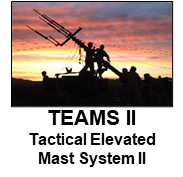 TEAMS II
Tactical Elevated
Mast System II